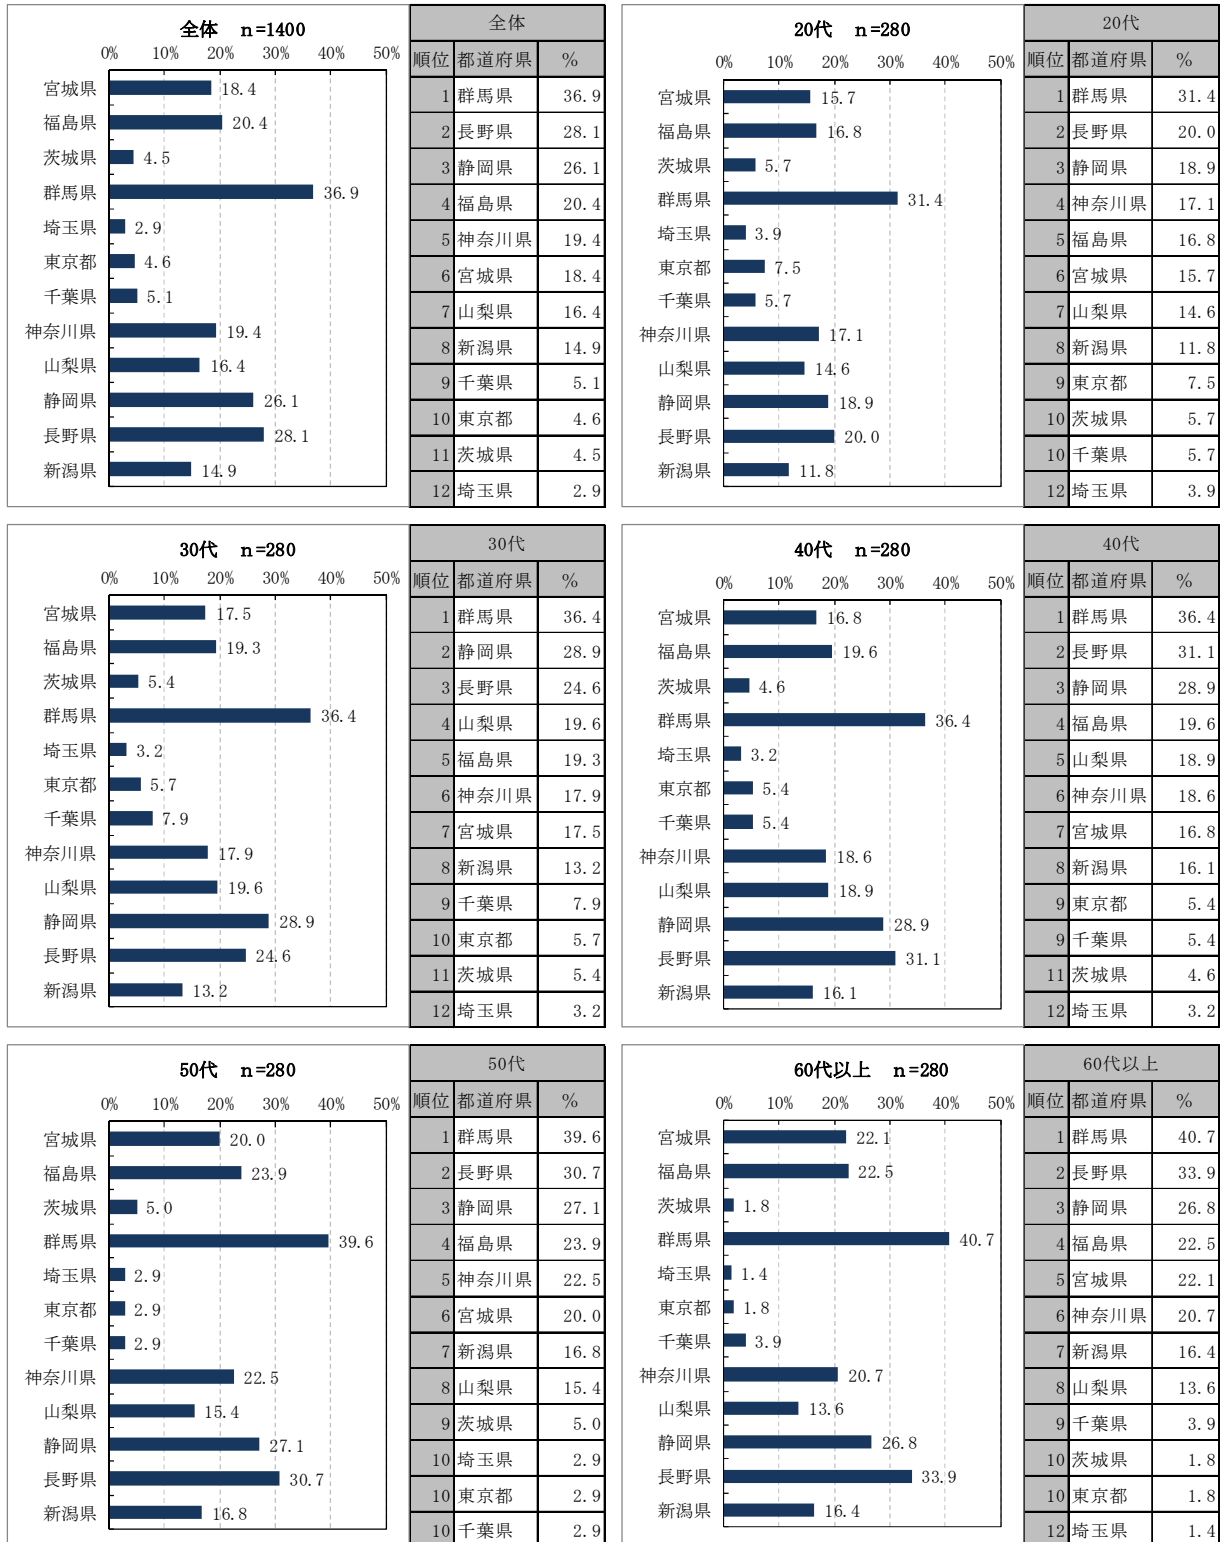 全体 n=1400
0% 10% 20% 30% 40% 50%
宮城県 18.4
福島県 20.4
茨城県 4.5
群馬県 36.9
埼玉県 2.9
東京都 4.6
千葉県 5.1
神奈川県 19.4
山梨県 16.4
静岡県 26.1
長野県 28.1
新潟県 14.9
全体
順位 都道府県 %
1 群馬県 36.9
2 長野県 28.1
3 静岡県 26.1
4 福島県 20.4
5 神奈川県 19.4
6 宮城県 18.4
7 山梨県 16.4
8 新潟県 14.9
9 千葉県 5.1
10 東京都 4.6
11 茨城県 4.5
12 埼玉県 2.9
20代 n=280
0% 10% 20% 30% 40% 50%
宮城県 15.7
福島県 16.8
茨城県 5.7
群馬県 31.4
埼玉県 3.9
東京都 7.5
千葉県 5.7
神奈川県 17.1
山梨県 14.6
静岡県 18.9
長野県 20.0
新潟県 11.8
20代
順位 都道府県 %
1 群馬県 31.4
2 長野県 20.0
3 静岡県 18.9
4 神奈川県 17.1
5 福島県 16.8
6 宮城県 15.7
7 山梨県 14.6
8 新潟県 11.8
9 東京都 7.5
10 茨城県 5.7
10 千葉県 5.7
12 埼玉県 3.9
30代 n=280
0% 10% 20% 30% 40% 50%
宮城県 17.5
福島県 19.3
茨城県 5.4
群馬県 36.4
埼玉県 3.2
東京都 5.7
千葉県 7.9
神奈川県 17.9
山梨県 19.6
静岡県 28.9
長野県 24.6
新潟県 13.2
30代
順位 都道府県 %
1 群馬県 36.4
2 静岡県 28.9
3 長野県 24.6
4 山梨県 19.6
5 福島県 19.3
6 神奈川県 17.9
7 宮城県 17.5
8 新潟県 13.2
9 千葉県 7.9
10 東京都 5.7
11 茨城県 5.4
12 埼玉県 3.2
40代 n=280
0% 10% 20% 30% 40% 50%
宮城県 16.8
福島県 19.6
茨城県 4.6
群馬県 36.4
埼玉県 3.2
東京都 5.4
千葉県 5.4
神奈川県 18.6
山梨県 18.9
静岡県 28.9
長野県 31.1
新潟県 16.1
40代
順位 都道府県 %
1 群馬県 36.4
2 長野県 31.1
3 静岡県 28.9
4 福島県 19.6
5 山梨県 18.9
6 神奈川県 18.6
7 宮城県 16.8
8 新潟県 16.1
9 東京都 5.4
9 千葉県 5.4
11 茨城県 4.6
12 埼玉県 3.2
50代 n=280
0% 10% 20% 30% 40% 50%
宮城県 20.0
福島県 23.9
茨城県 5.0
群馬県 39.6
埼玉県 2.9
東京都 2.9
千葉県 2.9
神奈川県 22.5
山梨県 15.4
静岡県 27.1
長野県 30.7
新潟県 16.8
50代
順位 都道府県 %
1 群馬県 39.6
2 長野県 30.7
3 静岡県 27.1
4 福島県 23.9
5 神奈川県 22.5
6 宮城県 20.0
7 新潟県 16.8
8 山梨県 15.4
9 茨城県 5.0
10 埼玉県 2.9
10 東京都 2.9
10 千葉県 2.9
60代以上 n=280
0% 10% 20% 30% 40% 50%
宮城県 22.1
福島県 22.5
茨城県 1.8
群馬県 40.7
埼玉県 1.4
東京都 1.8
千葉県 3.9
神奈川県 20.7
山梨県 13.6
静岡県 26.8
長野県 33.9
新潟県 16.4
60代以上
順位 都道府県 %
1 群馬県 40.7
2 長野県 33.9
3 静岡県 26.8
4 福島県 22.5
5 宮城県 22.1
6 神奈川県 20.7
7 新潟県 16.4
8 山梨県 13.6
9 千葉県 3.9
10 茨城県 1.8
10 東京都 1.8
12 埼玉県 1.4